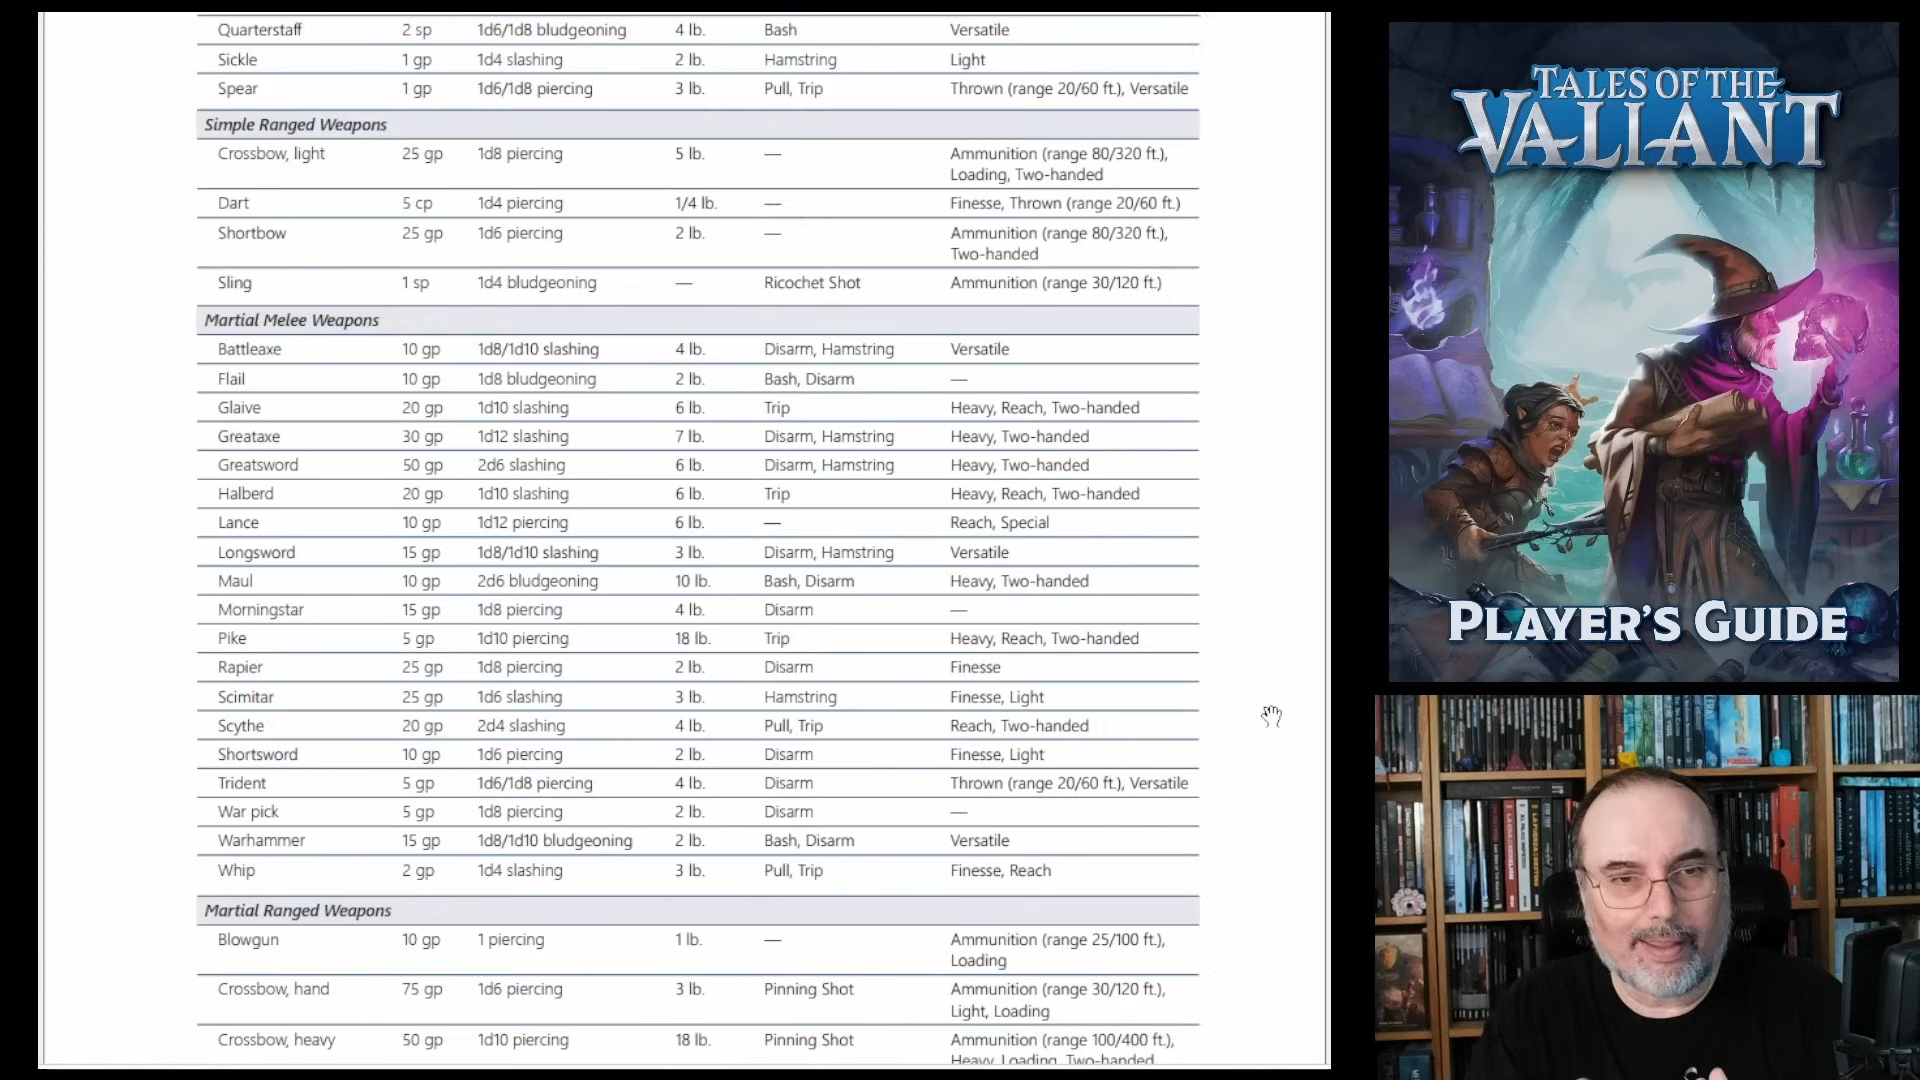 Quarterstaff 2 sp 1d6/1d8 bludgeoning 4 lb. Bash Versatile
Sickle 1 gp 1d4 slashing 2 lb. Hamstring Light
Spear 1 gp 1d6/1d8 piercing 3 lb. Pull, Trip Thrown (range 20/60 ft.), Versatile
Simple Ranged Weapons
Crossbow, light 25 gp 1d8 piercing 5 lb. — Ammunition (range 80/320 ft.),
Loading, Two-handed
Dart 5 cp 1d4 piercing 1/4 lb. — Finesse, Thrown (range 20/60 ft.)
Shortbow 25 gp 1d6 piercing 2 lb. — Ammunition (range 80/320 ft.),
Two-handed
Sling 1 sp 1d4 bludgeoning — Ricochet Shot Ammunition (range 30/120 ft.)
Martial Melee Weapons
Battleaxe 10 gp 1d8/1d10 slashing 4 lb. Disarm, Hamstring Versatile
Flail 10 gp 1d8 bludgeoning 2 lb. Bash, Disarm —
Glaive 20 gp 1d10 slashing 6 lb. Trip Heavy, Reach, Two-handed
Greataxe 30 gp 1d12 slashing 7 lb. Disarm, Hamstring Heavy, Two-handed
Greatsword 50 gp 2d6 slashing 6 lb. Disarm, Hamstring Heavy, Two-handed
Halberd 20 gp 1d10 slashing 6 lb. Trip Heavy, Reach, Two-handed
Lance 10 gp 1d12 piercing 6 lb. — Reach, Special
Longsword 15 gp 1d8/1d10 slashing 3 lb. Disarm, Hamstring Versatile
Maul 10 gp 2d6 bludgeoning 10 lb. Bash, Disarm Heavy, Two-handed
Morningstar 15 gp 1d8 piercing 4 lb. Disarm —
Pike 5 gp 1d10 piercing 18 lb. Trip Heavy, Reach, Two-handed
Rapier 25 gp 1d8 piercing 2 lb. Disarm Finesse
Scimitar 25 gp 1d6 slashing 3 lb. Hamstring Finesse, Light
Scythe 20 gp 2d4 slashing 4 lb. Pull, Trip Reach, Two-handed
Shortsword 10 gp 1d6 piercing 2 lb. Disarm Finesse, Light
Trident 5 gp 1d6/1d8 piercing 4 lb. Disarm Thrown (range 20/60 ft.), Versatile
War pick 5 gp 1d8 piercing 2 lb. Disarm —
Warhammer 15 gp 1d8/1d10 bludgeoning 2 lb. Bash, Disarm Versatile
Whip 2 gp 1d4 slashing 3 lb. Pull, Trip Finesse, Reach
Martial Ranged Weapons
Blowgun 10 gp 1 piercing 1 lb. — Ammunition (range 25/100 ft.),
Loading
Crossbow, hand 75 gp 1d6 piercing 3 lb. Pinning Shot Ammunition (range 30/120 ft.),
Light, Loading
Crossbow, heavy 50 gp 1d10 piercing 18 lb. Pinning Shot Ammunition (range 100/400 ft.),
Heavy, Loading, Two-handed
TALES OF THE
VALIANT
PLAYER'S GUIDE